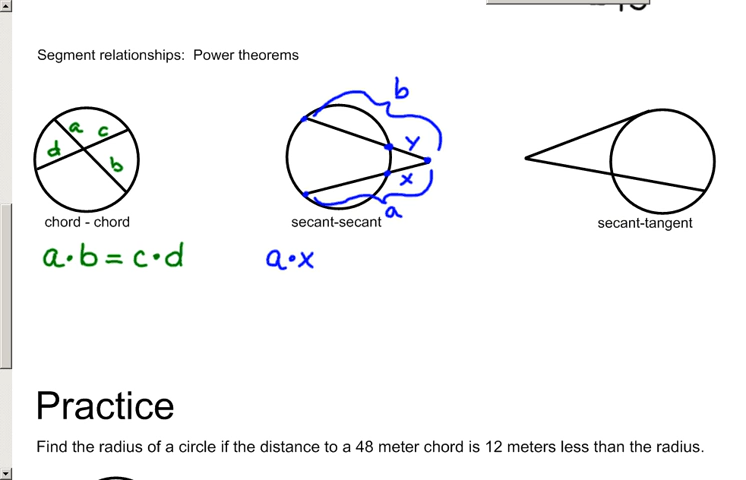 Segment relationships: Power theorems
b
a
c
d
b
y
x
a
chord - chord
secant-secant
secant-tangent
a·b = c·d
a·x
Practice
Find the radius of a circle if the distance to a 48 meter chord is 12 meters less than the radius.